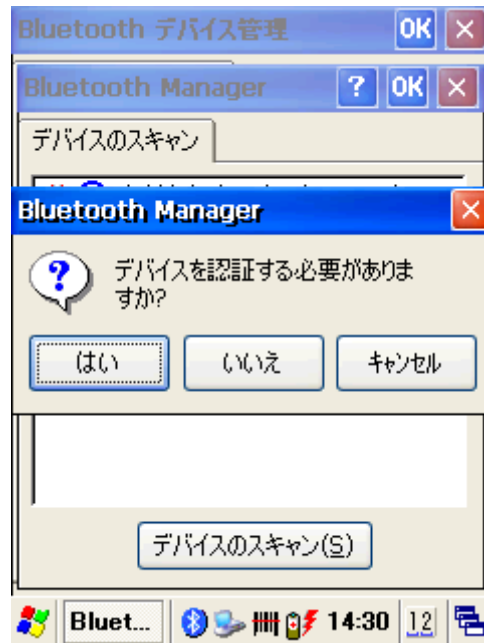 Bluetooth デバイス管理 OK
Bluetooth Manager ? OK
デバイスのスキャン
Bluetooth Manager
デバイスを認証する必要がありま
すか?
はい いいえ キャンセル
デバイスのスキャン(S)
Bluet... 14:30 12